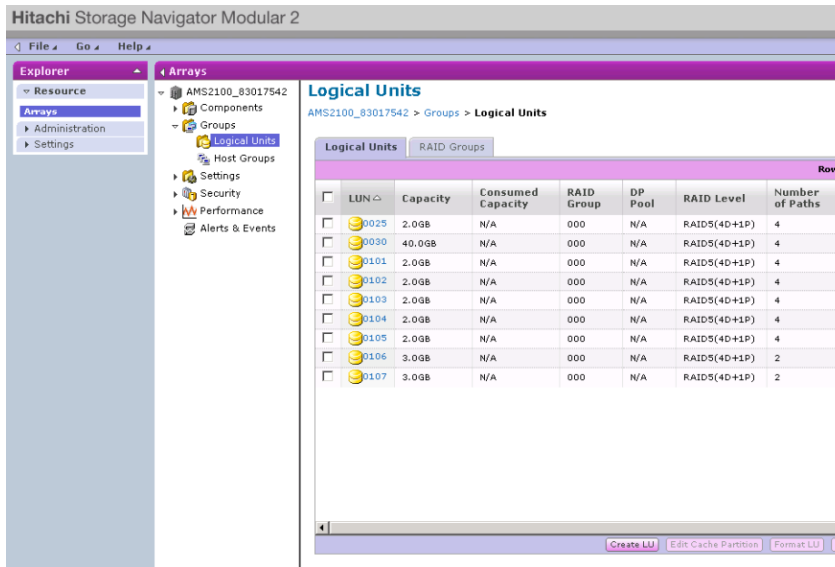 Hitachi Storage Navigator Modular 2
File Go Help
Explorer
Resource
Arrays
Administration
Settings
Arrays
AMS2100_83017542
Components
Groups
Logical Units
Host Groups
Settings
Security
Performance
Alerts & Events
Logical Units
AMS2100_83017542 > Groups > Logical Units
Logical Units RAID Groups
LUN Capacity Consumed Capacity RAID Group DP Pool RAID Level Number of Paths
0025 2.0GB N/A 000 N/A RAID5(4D+1P) 4
0030 40.0GB N/A 000 N/A RAID5(4D+1P) 4
0101 2.0GB N/A 000 N/A RAID5(4D+1P) 4
0102 2.0GB N/A 000 N/A RAID5(4D+1P) 4
0103 2.0GB N/A 000 N/A RAID5(4D+1P) 4
0104 2.0GB N/A 000 N/A RAID5(4D+1P) 4
0105 2.0GB N/A 000 N/A RAID5(4D+1P) 4
0106 3.0GB N/A 000 N/A RAID5(4D+1P) 2
0107 3.0GB N/A 000 N/A RAID5(4D+1P) 2
Create LU Edit Cache Partition Format LU